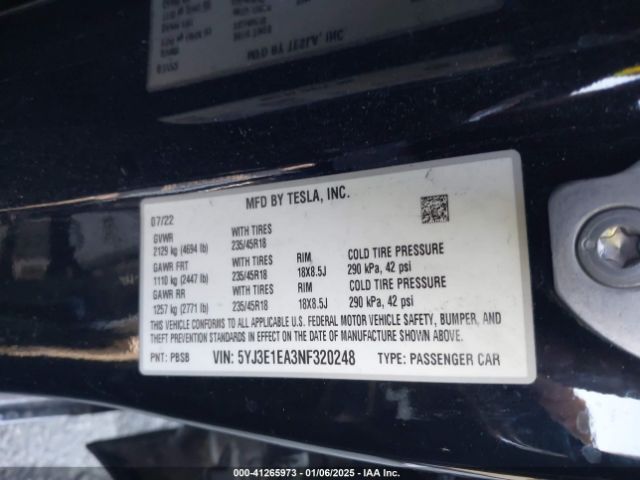 MFD BY TESLA, INC.
07/22
GVWR WITH TIRES
2129 kg (4694 lb) 235/45R18
GAWR FRT WITH TIRES RIM COLD TIRE PRESSURE
1110 kg (2447 lb) 235/45R18 18X8.5J 290 kPa, 42 psi
GAWR RR WITH TIRES RIM COLD TIRE PRESSURE
1257 kg (2771 lb) 235/45R18 18X8.5J 290 kPa, 42 psi
THIS VEHICLE CONFORMS TO ALL APPLICABLE U.S. FEDERAL MOTOR VEHICLE SAFETY, BUMPER, AND
THEFT PREVENTION STANDARDS IN EFFECT ON THE DATE OF MANUFACTURE SHOWN ABOVE.
PNT: PBSB VIN: 5YJ3E1EA3NF320248 TYPE: PASSENGER CAR
000-41265973 - 01/06/2025 - IAA Inc.